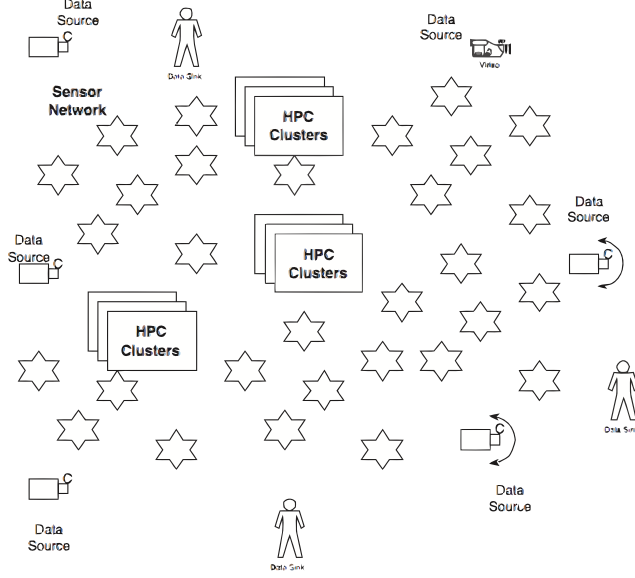 Data
Source
Data Sink
Data
Source
Video
Sensor
Network
HPC
Clusters
Data
Source
Data
Source
HPC
Clusters
HPC
Clusters
Data Sink
Data
Source
Data
Source
Data Sink